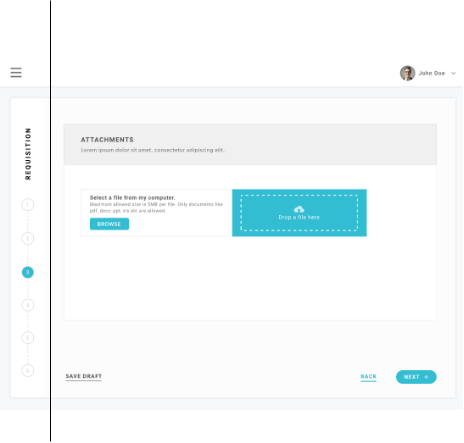 John Doe
REQUISITION
ATTACHMENTS
Lorem ipsum dolor sit amet, consectetur adipiscing elit.
1
2
3
4
5
6
Select a file from my computer.
Maximum allowed size is 5MB per file. Only documents like
pdf, docx, ppt, xls etc are allowed.
BROWSE
Drop a file here
SAVE DRAFT
BACK
NEXT